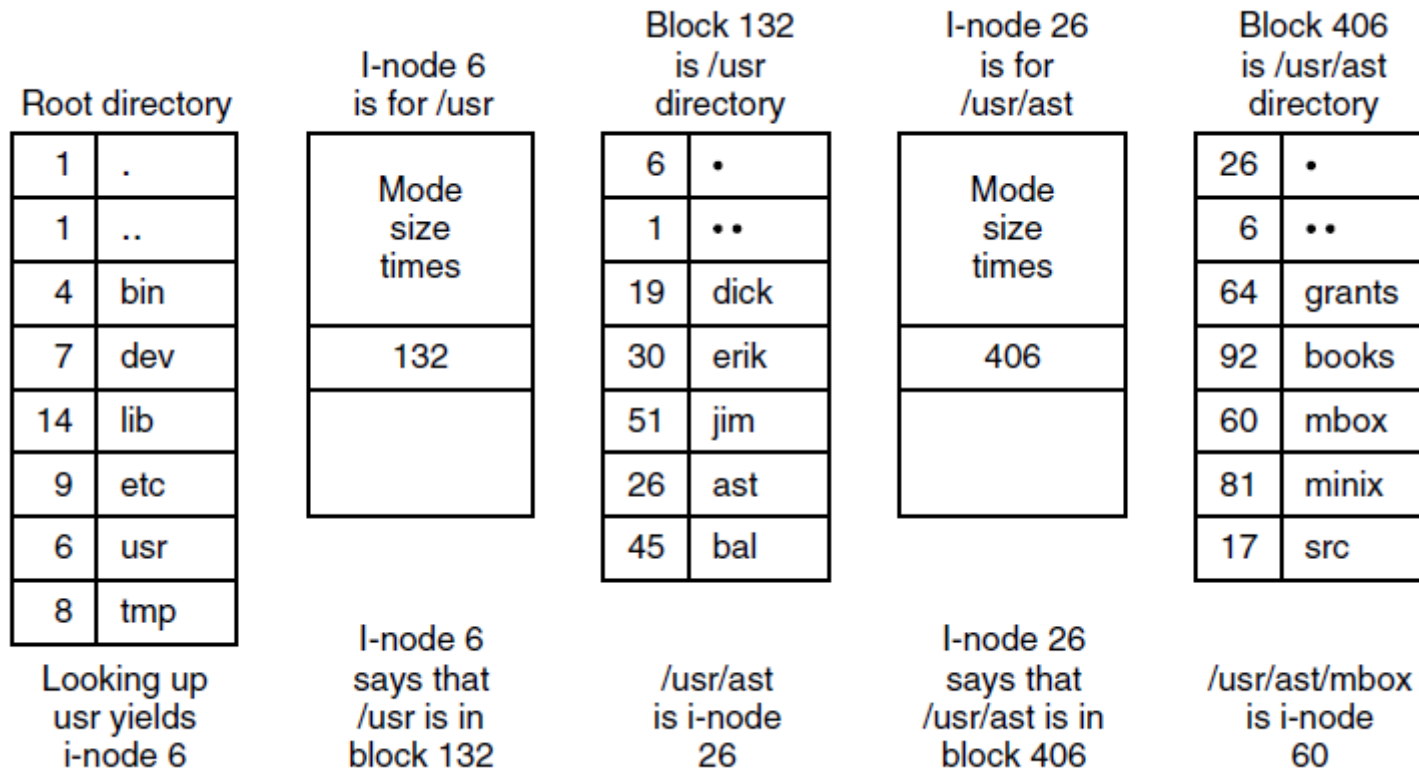 Root directory
1 .
1 ..
4 bin
7 dev
14 lib
9 etc
6 usr
8 tmp
Looking up
usr yields
i-node 6
I-node 6
is for /usr
Mode
size
times
132
I-node 6
says that
/usr is in
block 132
Block 132
is /usr
directory
6 •
1 ••
19 dick
30 erik
51 jim
26 ast
45 bal
/usr/ast
is i-node
26
I-node 26
is for
/usr/ast
Mode
size
times
406
I-node 26
says that
/usr/ast is in
block 406
Block 406
is /usr/ast
directory
26 •
6 ••
64 grants
92 books
60 mbox
81 minix
17 src
/usr/ast/mbox
is i-node
60